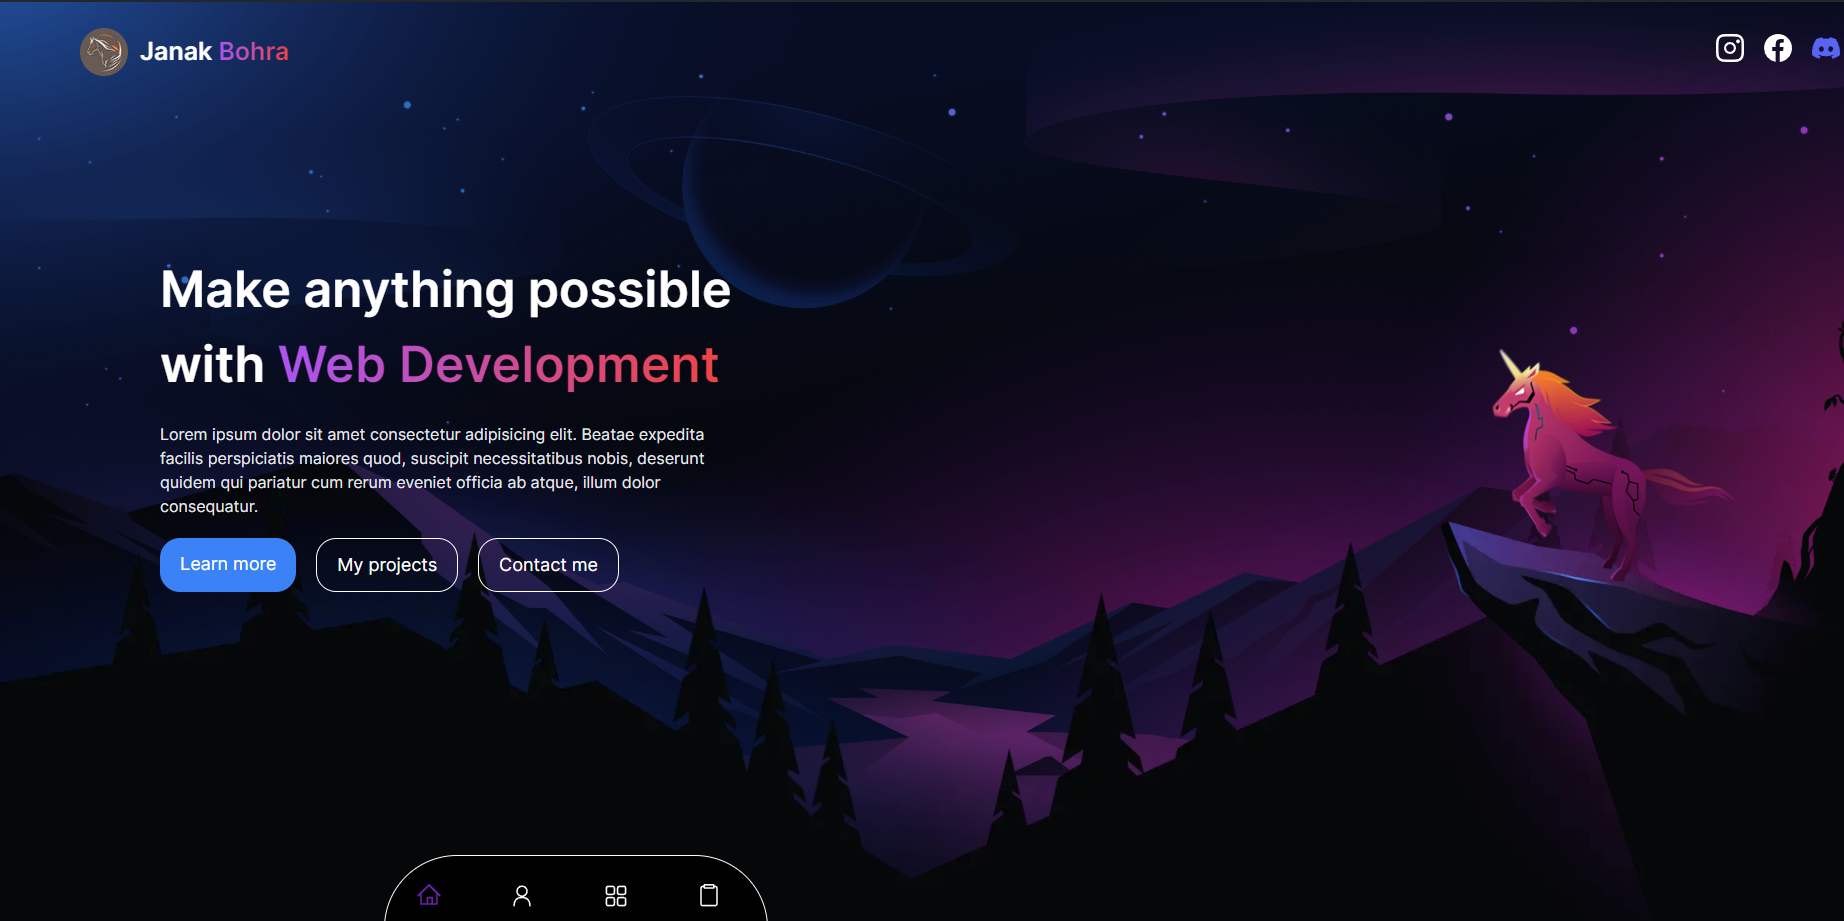 Janak Bohra
Make anything possible
with Web Development
Lorem ipsum dolor sit amet consectetur adipisicing elit. Beatae expedita
facilis perspiciatis maiores quod, suscipit necessitatibus nobis, deserunt
quidem qui pariatur cum rerum eveniet officia ab atque, illum dolor
consequatur.
Learn more
My projects
Contact me